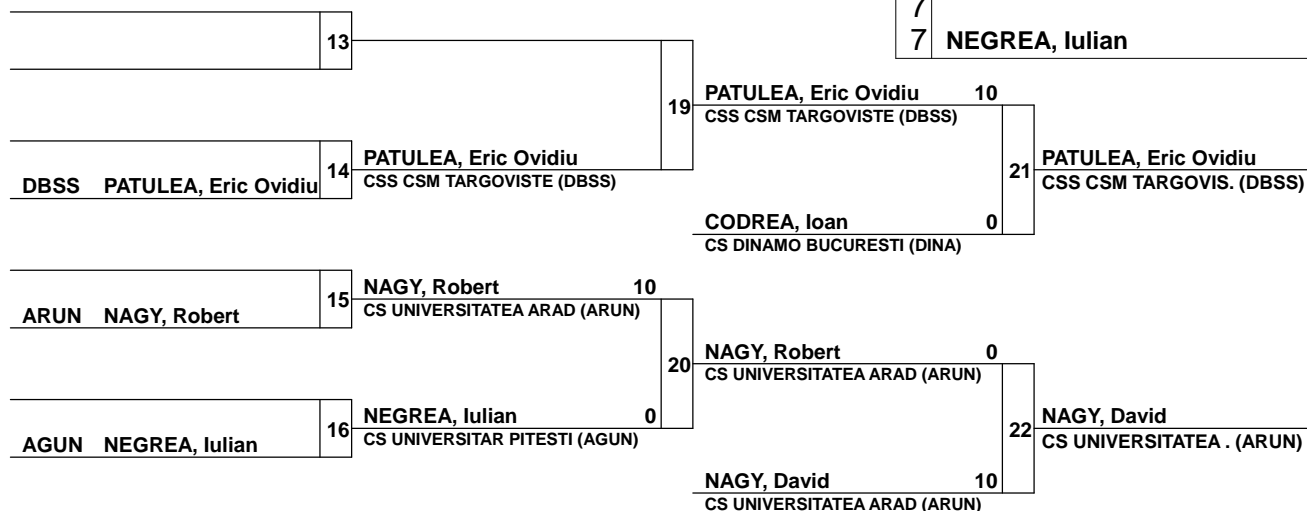 7
7 NEGREA, Iulian
13
19
PATULEA, Eric Ovidiu 10
CSS CSM TARGOVISTE (DBSS)
DBSS PATULEA, Eric Ovidiu
14
PATULEA, Eric Ovidiu
CSS CSM TARGOVISTE (DBSS)
21
PATULEA, Eric Ovidiu
CSS CSM TARGOVIS. (DBSS)
CODREA, Ioan 0
CS DINAMO BUCURESTI (DINA)
ARUN NAGY, Robert
15
NAGY, Robert 10
CS UNIVERSITATEA ARAD (ARUN)
20
NAGY, Robert 0
CS UNIVERSITATEA ARAD (ARUN)
AGUN NEGREA, Iulian
16
NEGREA, Iulian 0
CS UNIVERSITAR PITESTI (AGUN)
22
NAGY, David
CS UNIVERSITATEA . (ARUN)
NAGY, David 10
CS UNIVERSITATEA ARAD (ARUN)